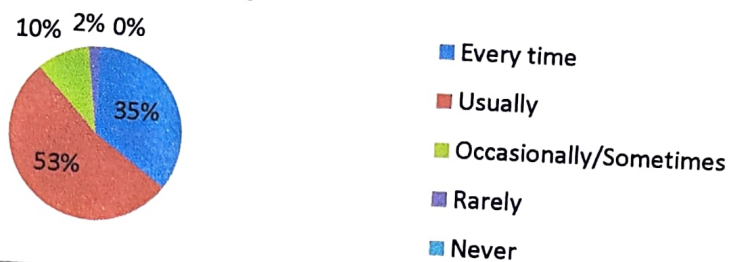 10% 2% 0%
35%
53%
Every time
Usually
Occasionally/Sometimes
Rarely
Never